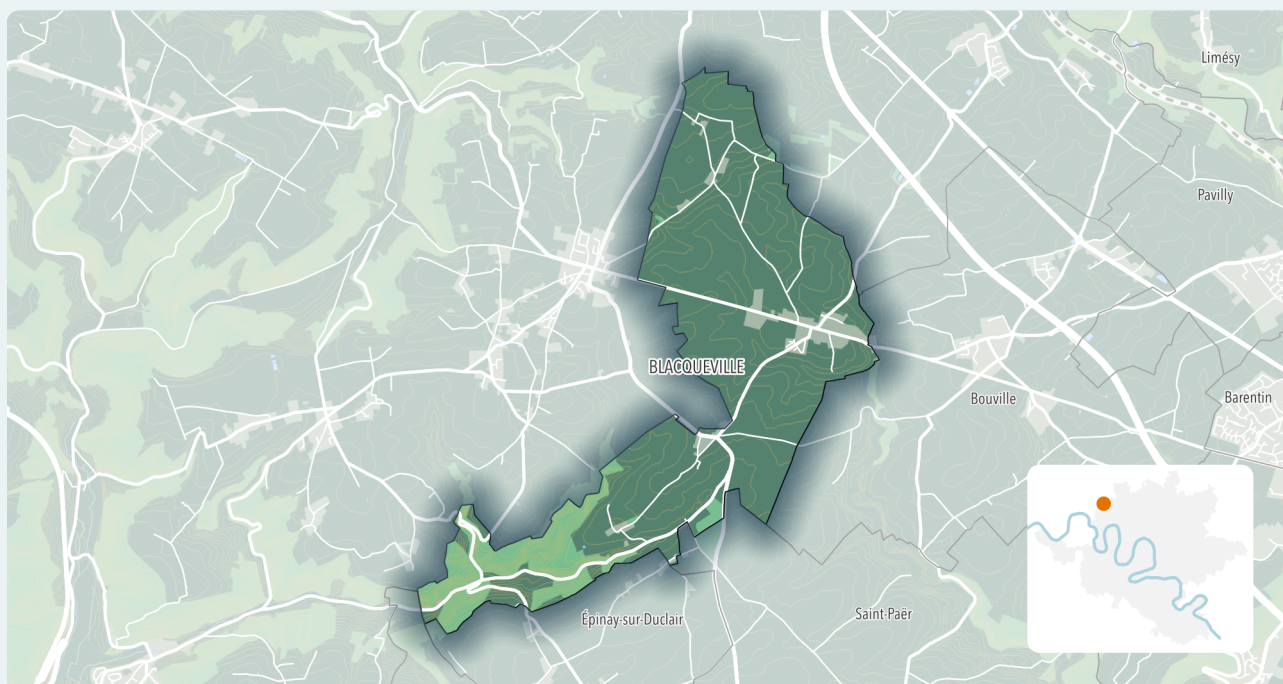 Limésy
Pavilly
BLACQUEVILLE
Bouville
Barentin
Épinay-sur-Duclair
Saint-Paër